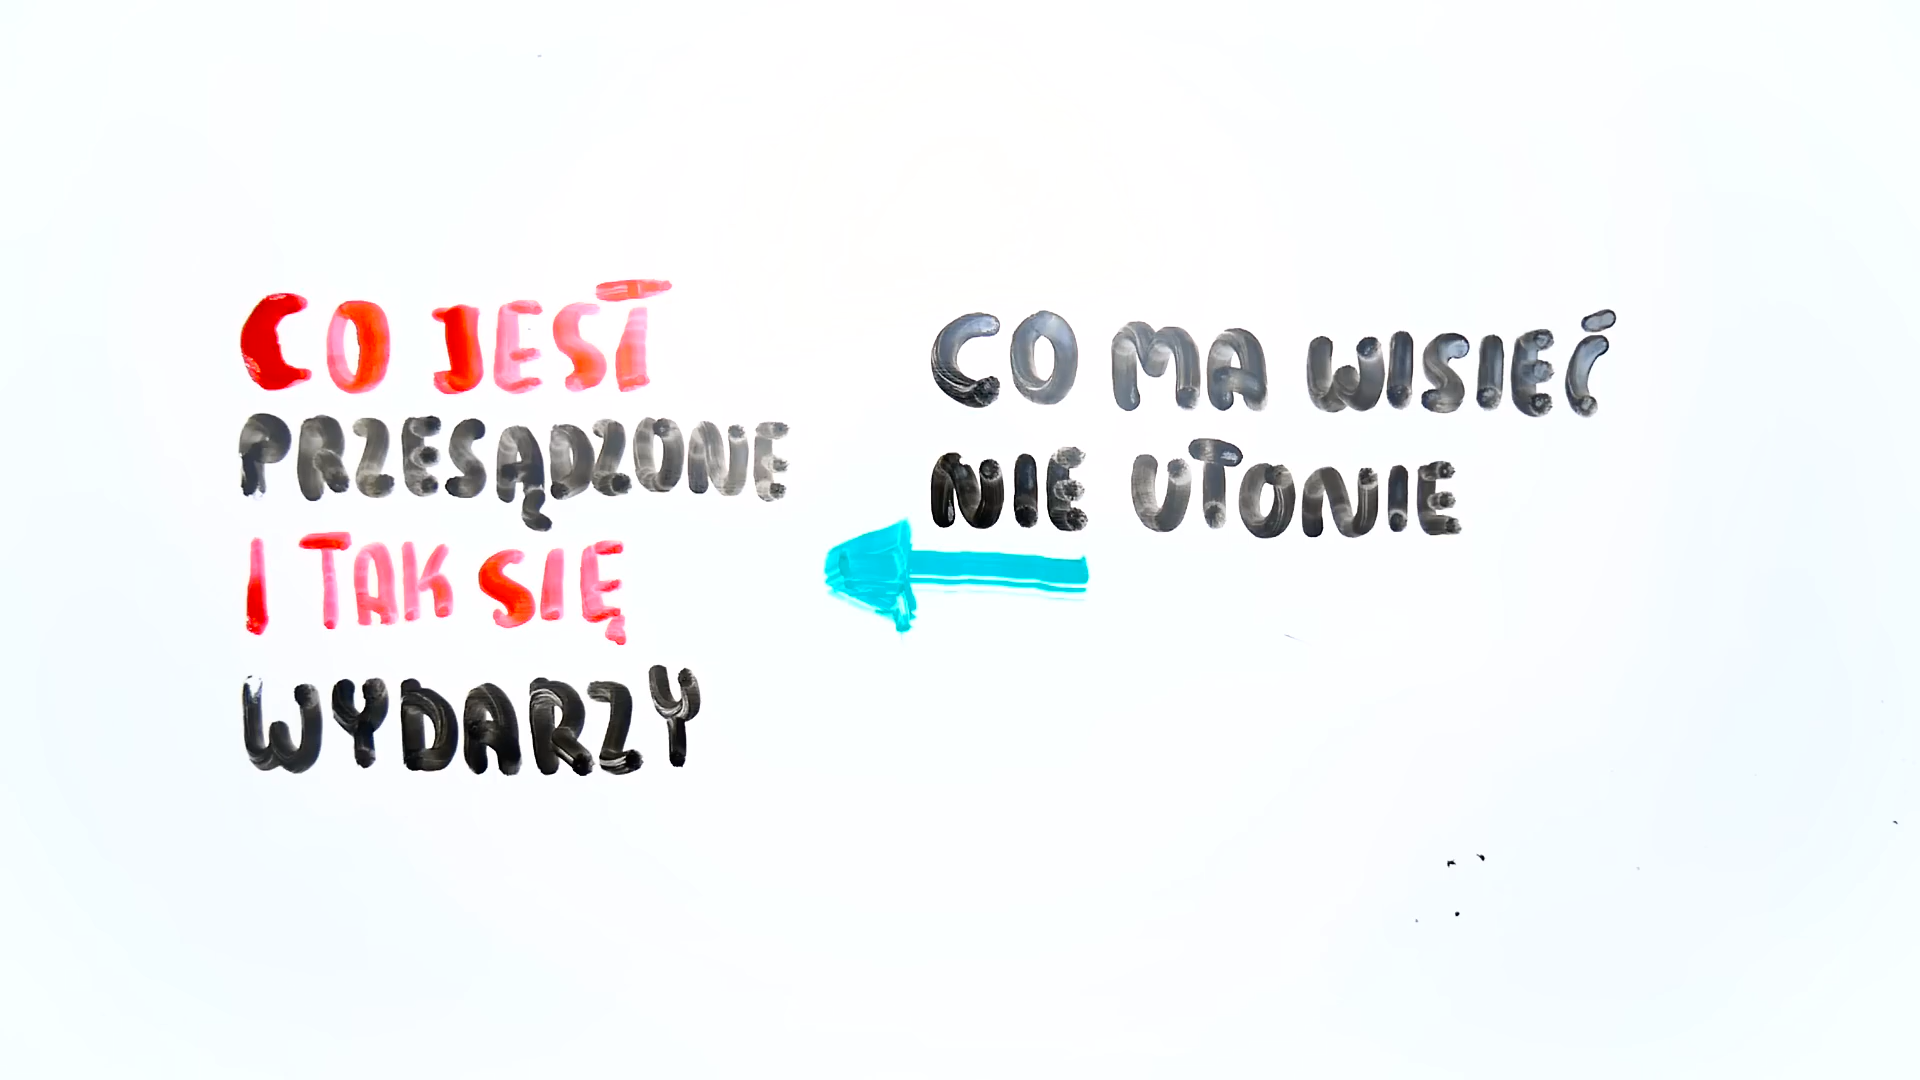 CO JEST
PRZESĄDZONE
I TAK SIĘ
WYDARZY
CO MA WISIEĆ
NIE UTONIE